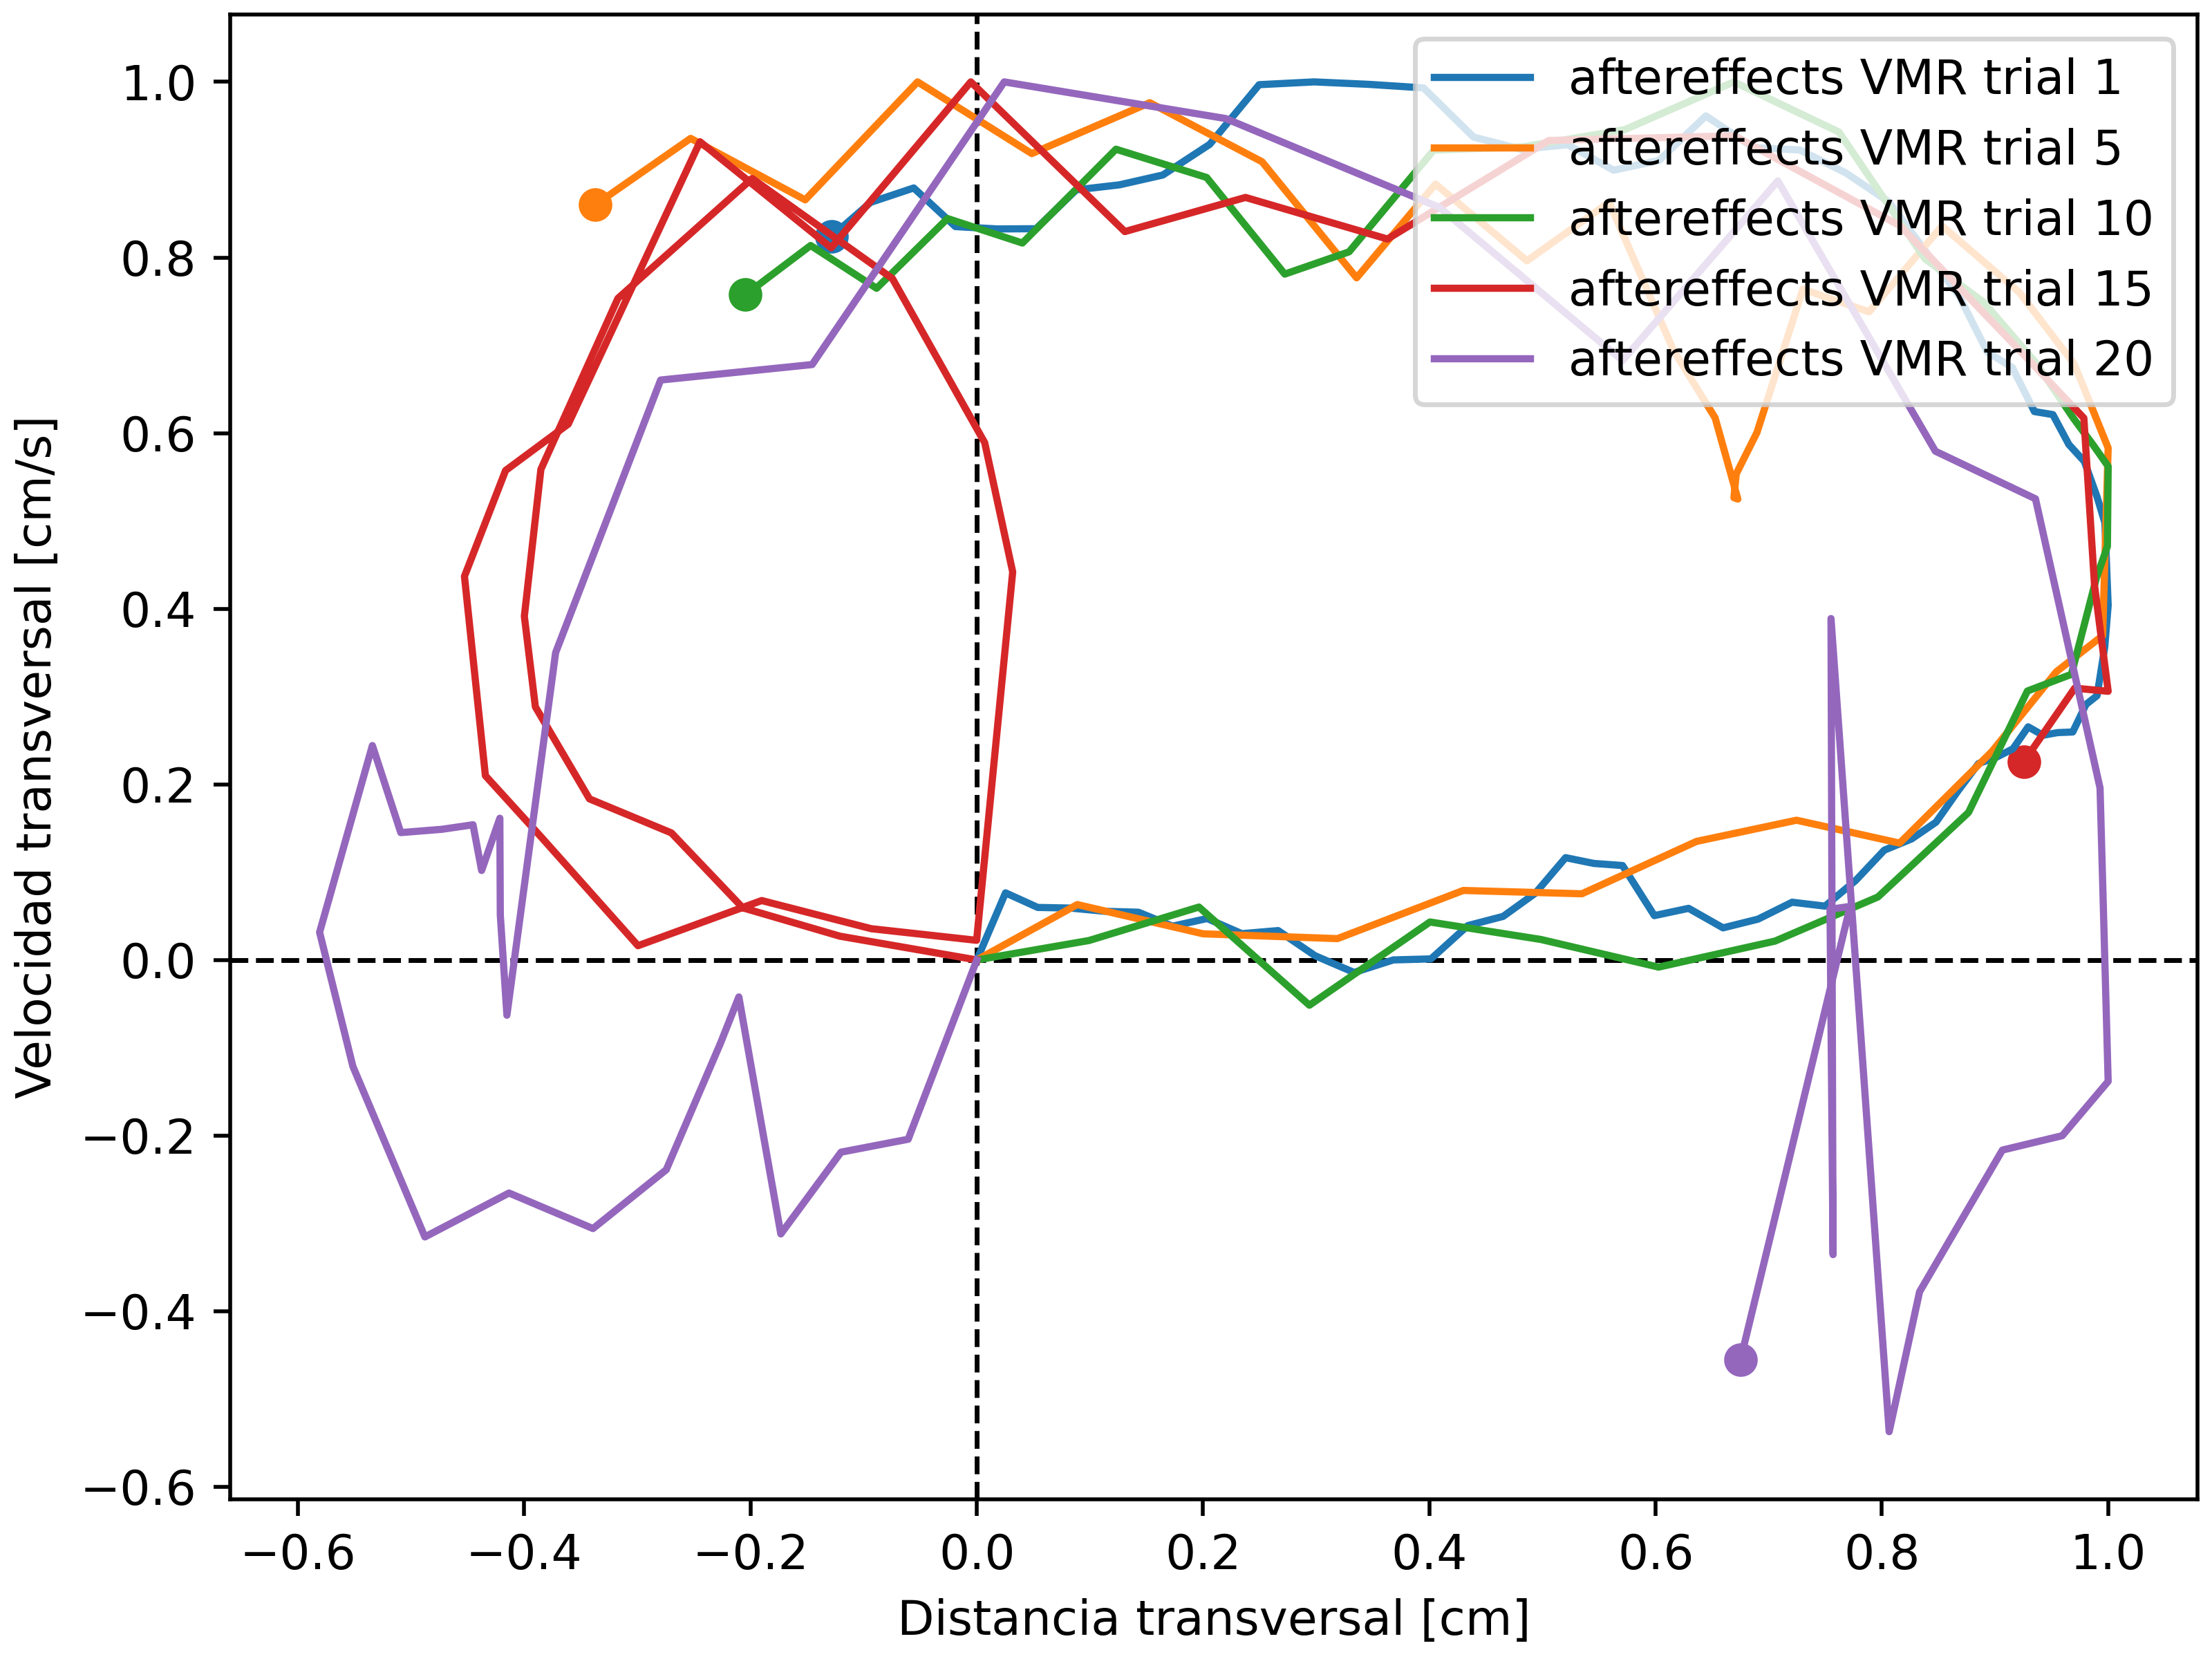 aftereffects VMR trial 1
aftereffects VMR trial 5
aftereffects VMR trial 10
aftereffects VMR trial 15
aftereffects VMR trial 20
Velocidad transversal [cm/s]
1.0
0.8
0.6
0.4
0.2
0.0
−0.2
−0.4
−0.6
−0.6 −0.4 −0.2 0.0 0.2 0.4 0.6 0.8 1.0
Distancia transversal [cm]